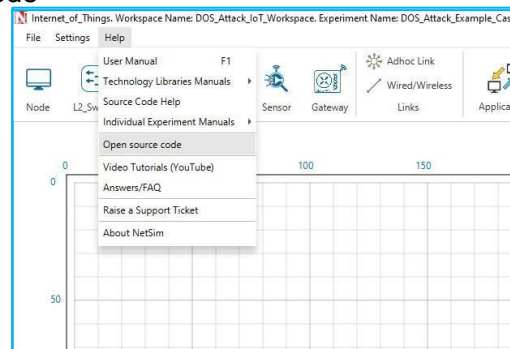 Internet_of_Things. Workspace Name: DOS_Attack_IoT_Workspace. Experiment Name: DOS_Attack_Example_Cas
File Settings Help
User Manual F1
Technology Libraries Manuals
Source Code Help
Individual Experiment Manuals
Open source code
Video Tutorials (YouTube)
Answers/FAQ
Raise a Support Ticket
About NetSim
Node
L2_Sw
Sensor
Gateway
Adhoc Link
Wired/Wireless
Links
Applica
0 100 150
0
50